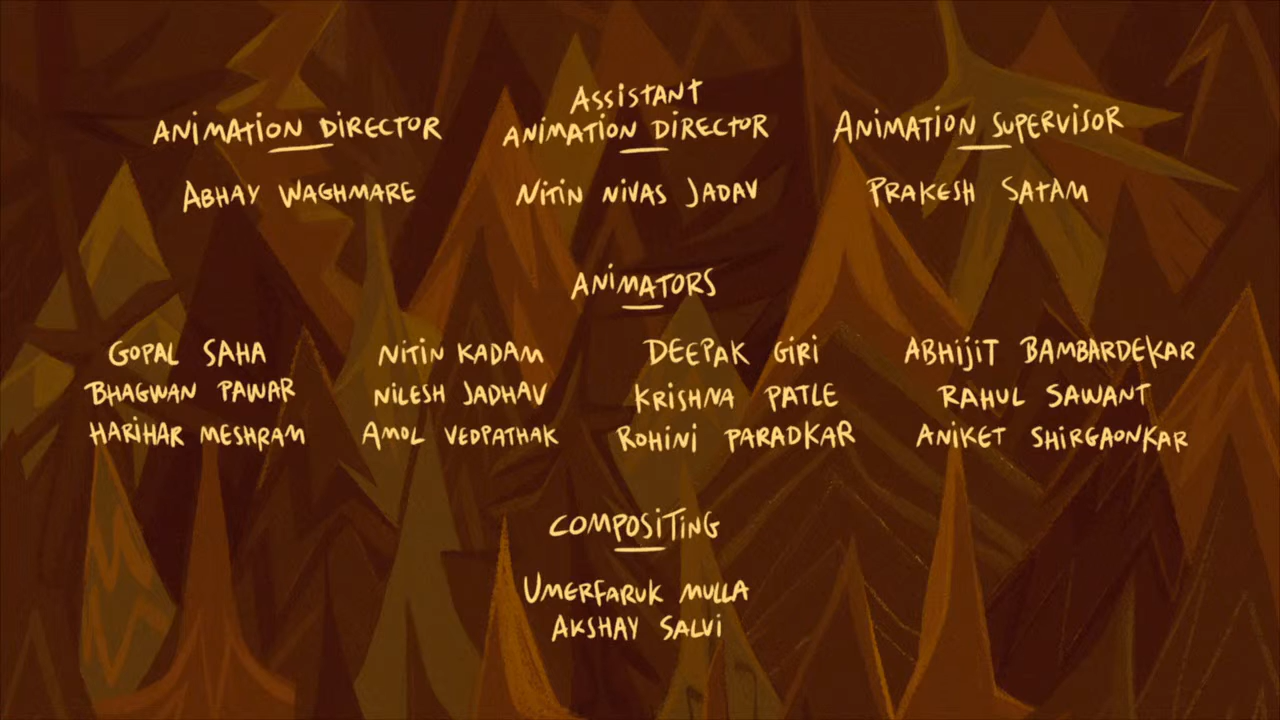 ANIMATION DIRECTOR
ABHAY WAGHMARE
ASSISTANT
ANIMATION DIRECTOR
NITIN NIVAS JADAV
ANIMATION SUPERVISOR
PRAKESH SATAM
ANIMATORS
GOPAL SAHA
BHAGWAN PAWAR
HARIHAR MESHRAM
NITIN KADAM
NILESH JADHAV
AMOL VEDPATHAK
DEEPAK GIRI
KRISHNA PATLE
ROHINI PARADKAR
ABHIJIT BAMBARDEKAR
RAHUL SAWANT
ANIKET SHIRGAONKAR
COMPOSITING
UMERFARUK MULLA
AKSHAY SALVI